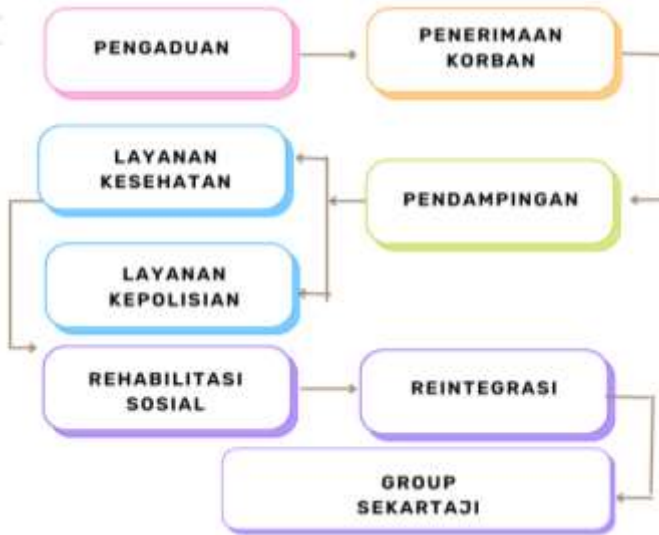 PENGADUAN
PENERIMAAN
KORBAN
LAYANAN
KESEHATAN
PENDAMPINGAN
LAYANAN
KEPOLISIAN
REHABILITASI
SOSIAL
REINTEGRASI
GROUP
SEKARTAJI